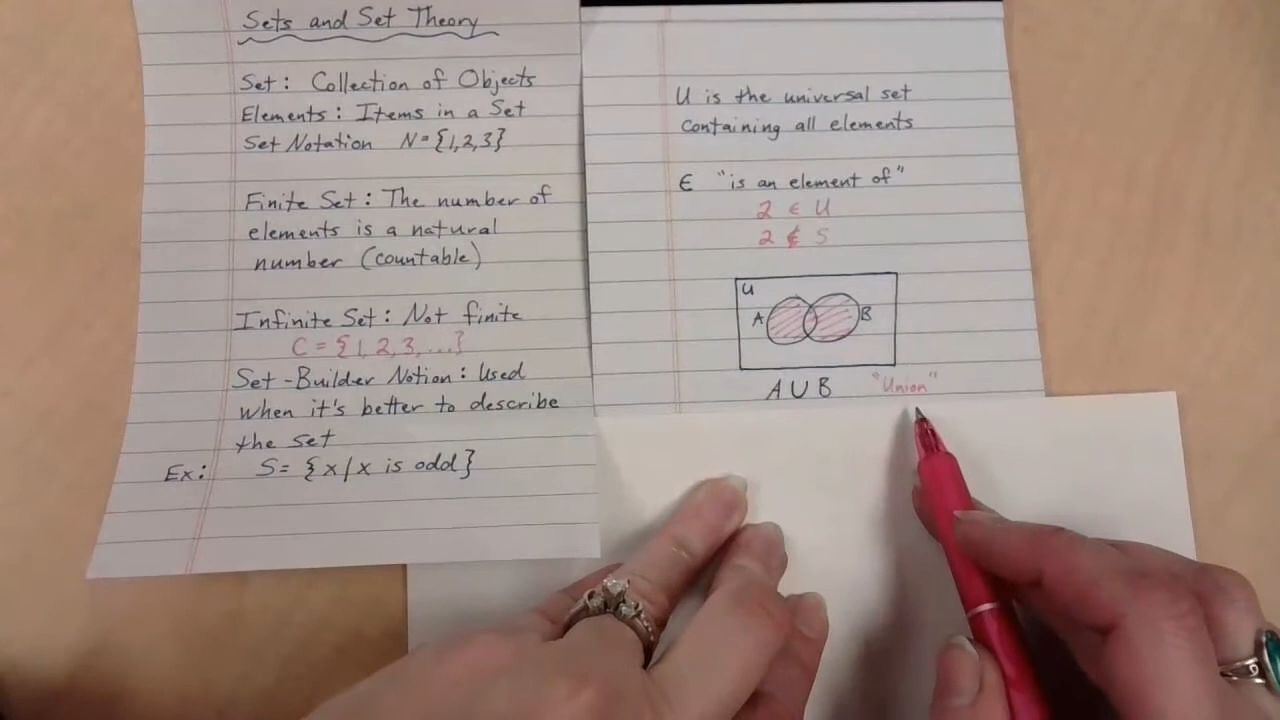 Sets and Set Theory
Set: Collection of Objects
Elements: Items in a Set
Set Notation N={1,2,3}
Finite Set: The number of
elements is a natural
number (countable)
Infinite Set: Not finite
C = {1, 2, 3, ...}
Set-Builder Notion: Used
when it's better to describe
the set
Ex: S= {x/x is odd}
U is the universal set
containing all elements
∈ "is an element of"
2 ∈ U
2 ∉ S
U
A B
A U B "Union"